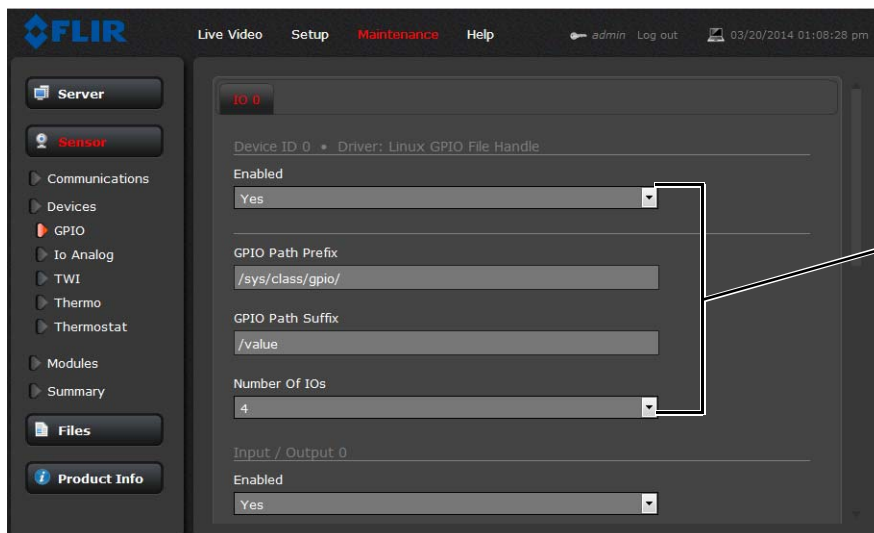 FLIR
Live Video Setup Maintenance Help admin Log out 03/20/2014 01:08:28 pm
Server
Sensor
Communications
Devices
GPIO
Io Analog
TWI
Thermo
Thermostat
Modules
Summary
Files
Product Info
IO 0
Device ID 0 • Driver: Linux GPIO File Handle
Enabled
Yes
GPIO Path Prefix
/sys/class/gpio/
GPIO Path Suffix
/value
Number Of IOs
4
Input / Output 0
Enabled
Yes